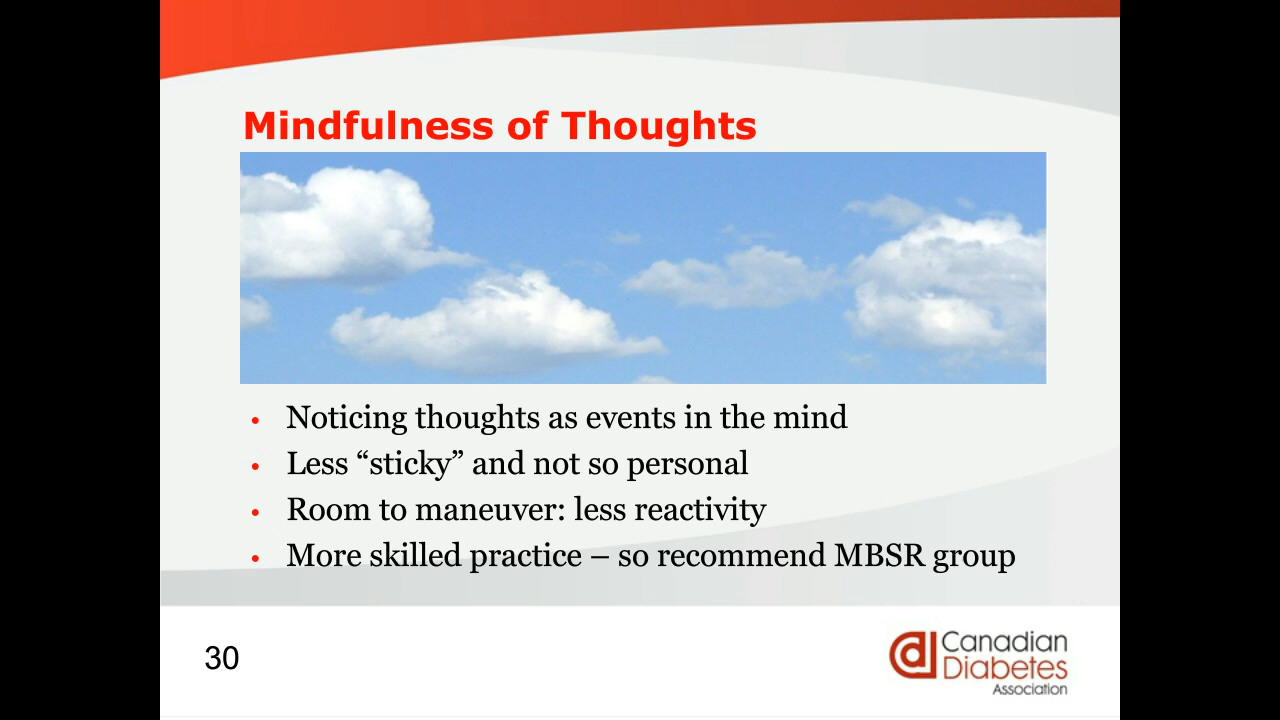 Mindfulness of Thoughts
• Noticing thoughts as events in the mind
• Less “sticky” and not so personal
• Room to maneuver: less reactivity
• More skilled practice – so recommend MBSR group
30
Canadian
Diabetes
Association